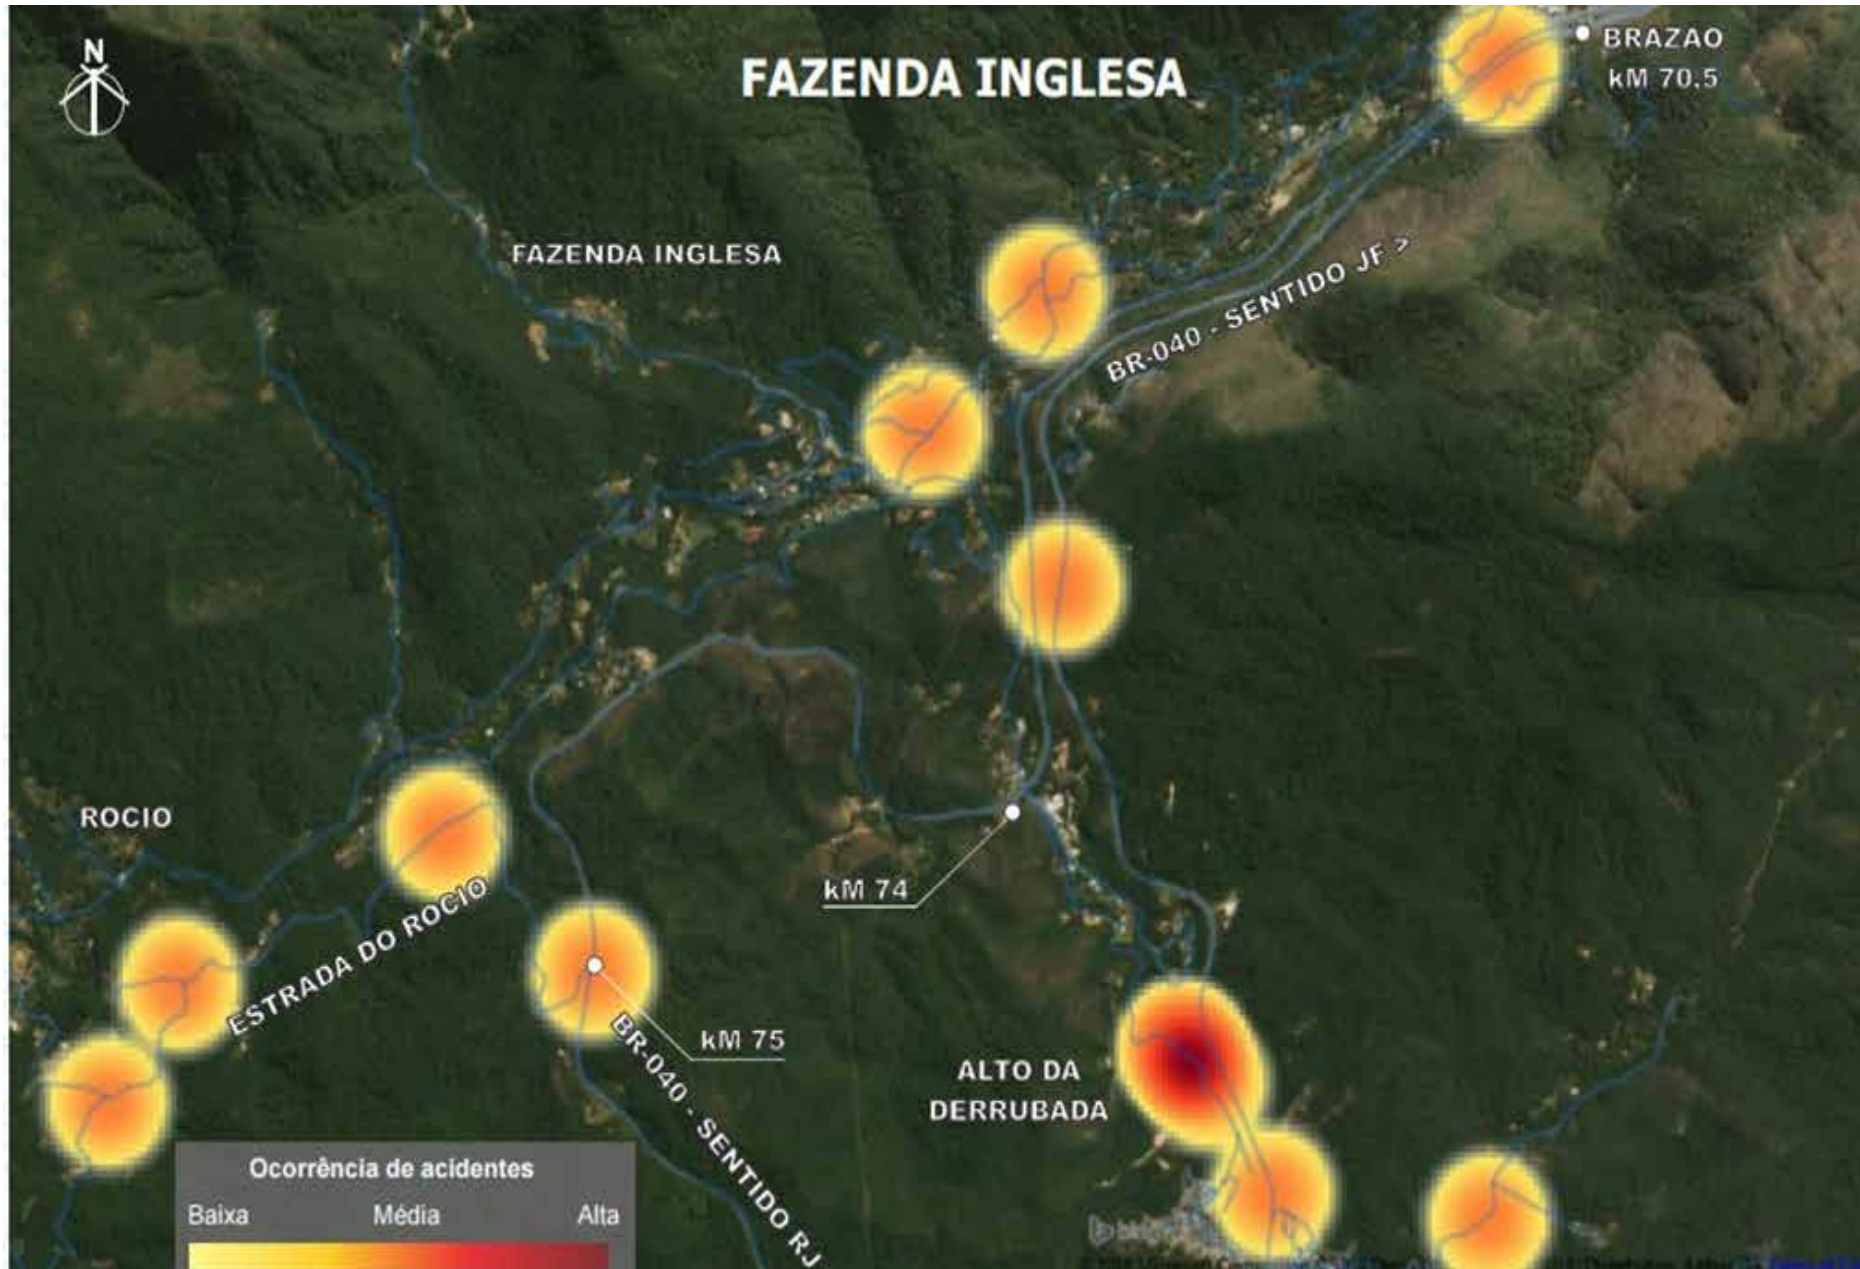 N
FAZENDA INGLESA
BRAZAO
kM 70.5
FAZENDA INGLESA
BR-040 - SENTIDO JF >
ROCIO
kM 74
ESTRADA DO ROCIO
kM 75
BR-040 - SENTIDO RJ
ALTO DA
DERRUBADA
Ocorrência de acidentes
Baixa Média Alta
bing